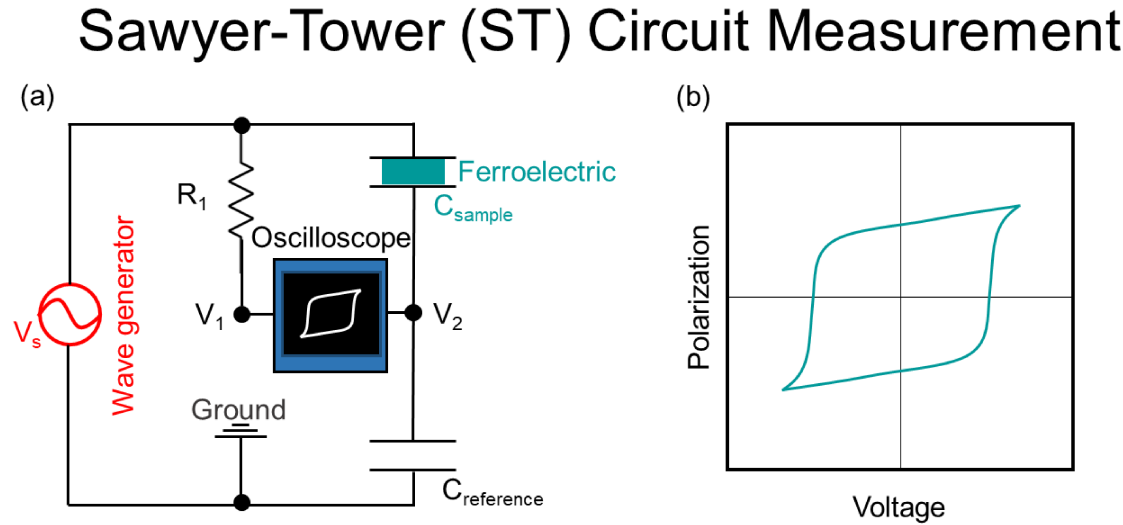 Sawyer-Tower (ST) Circuit Measurement
(a)
R1
Ferroelectric
Csample
Oscilloscope
Wave generator
Vs
V1
V2
Ground
Creference
(b)
Polarization
Voltage